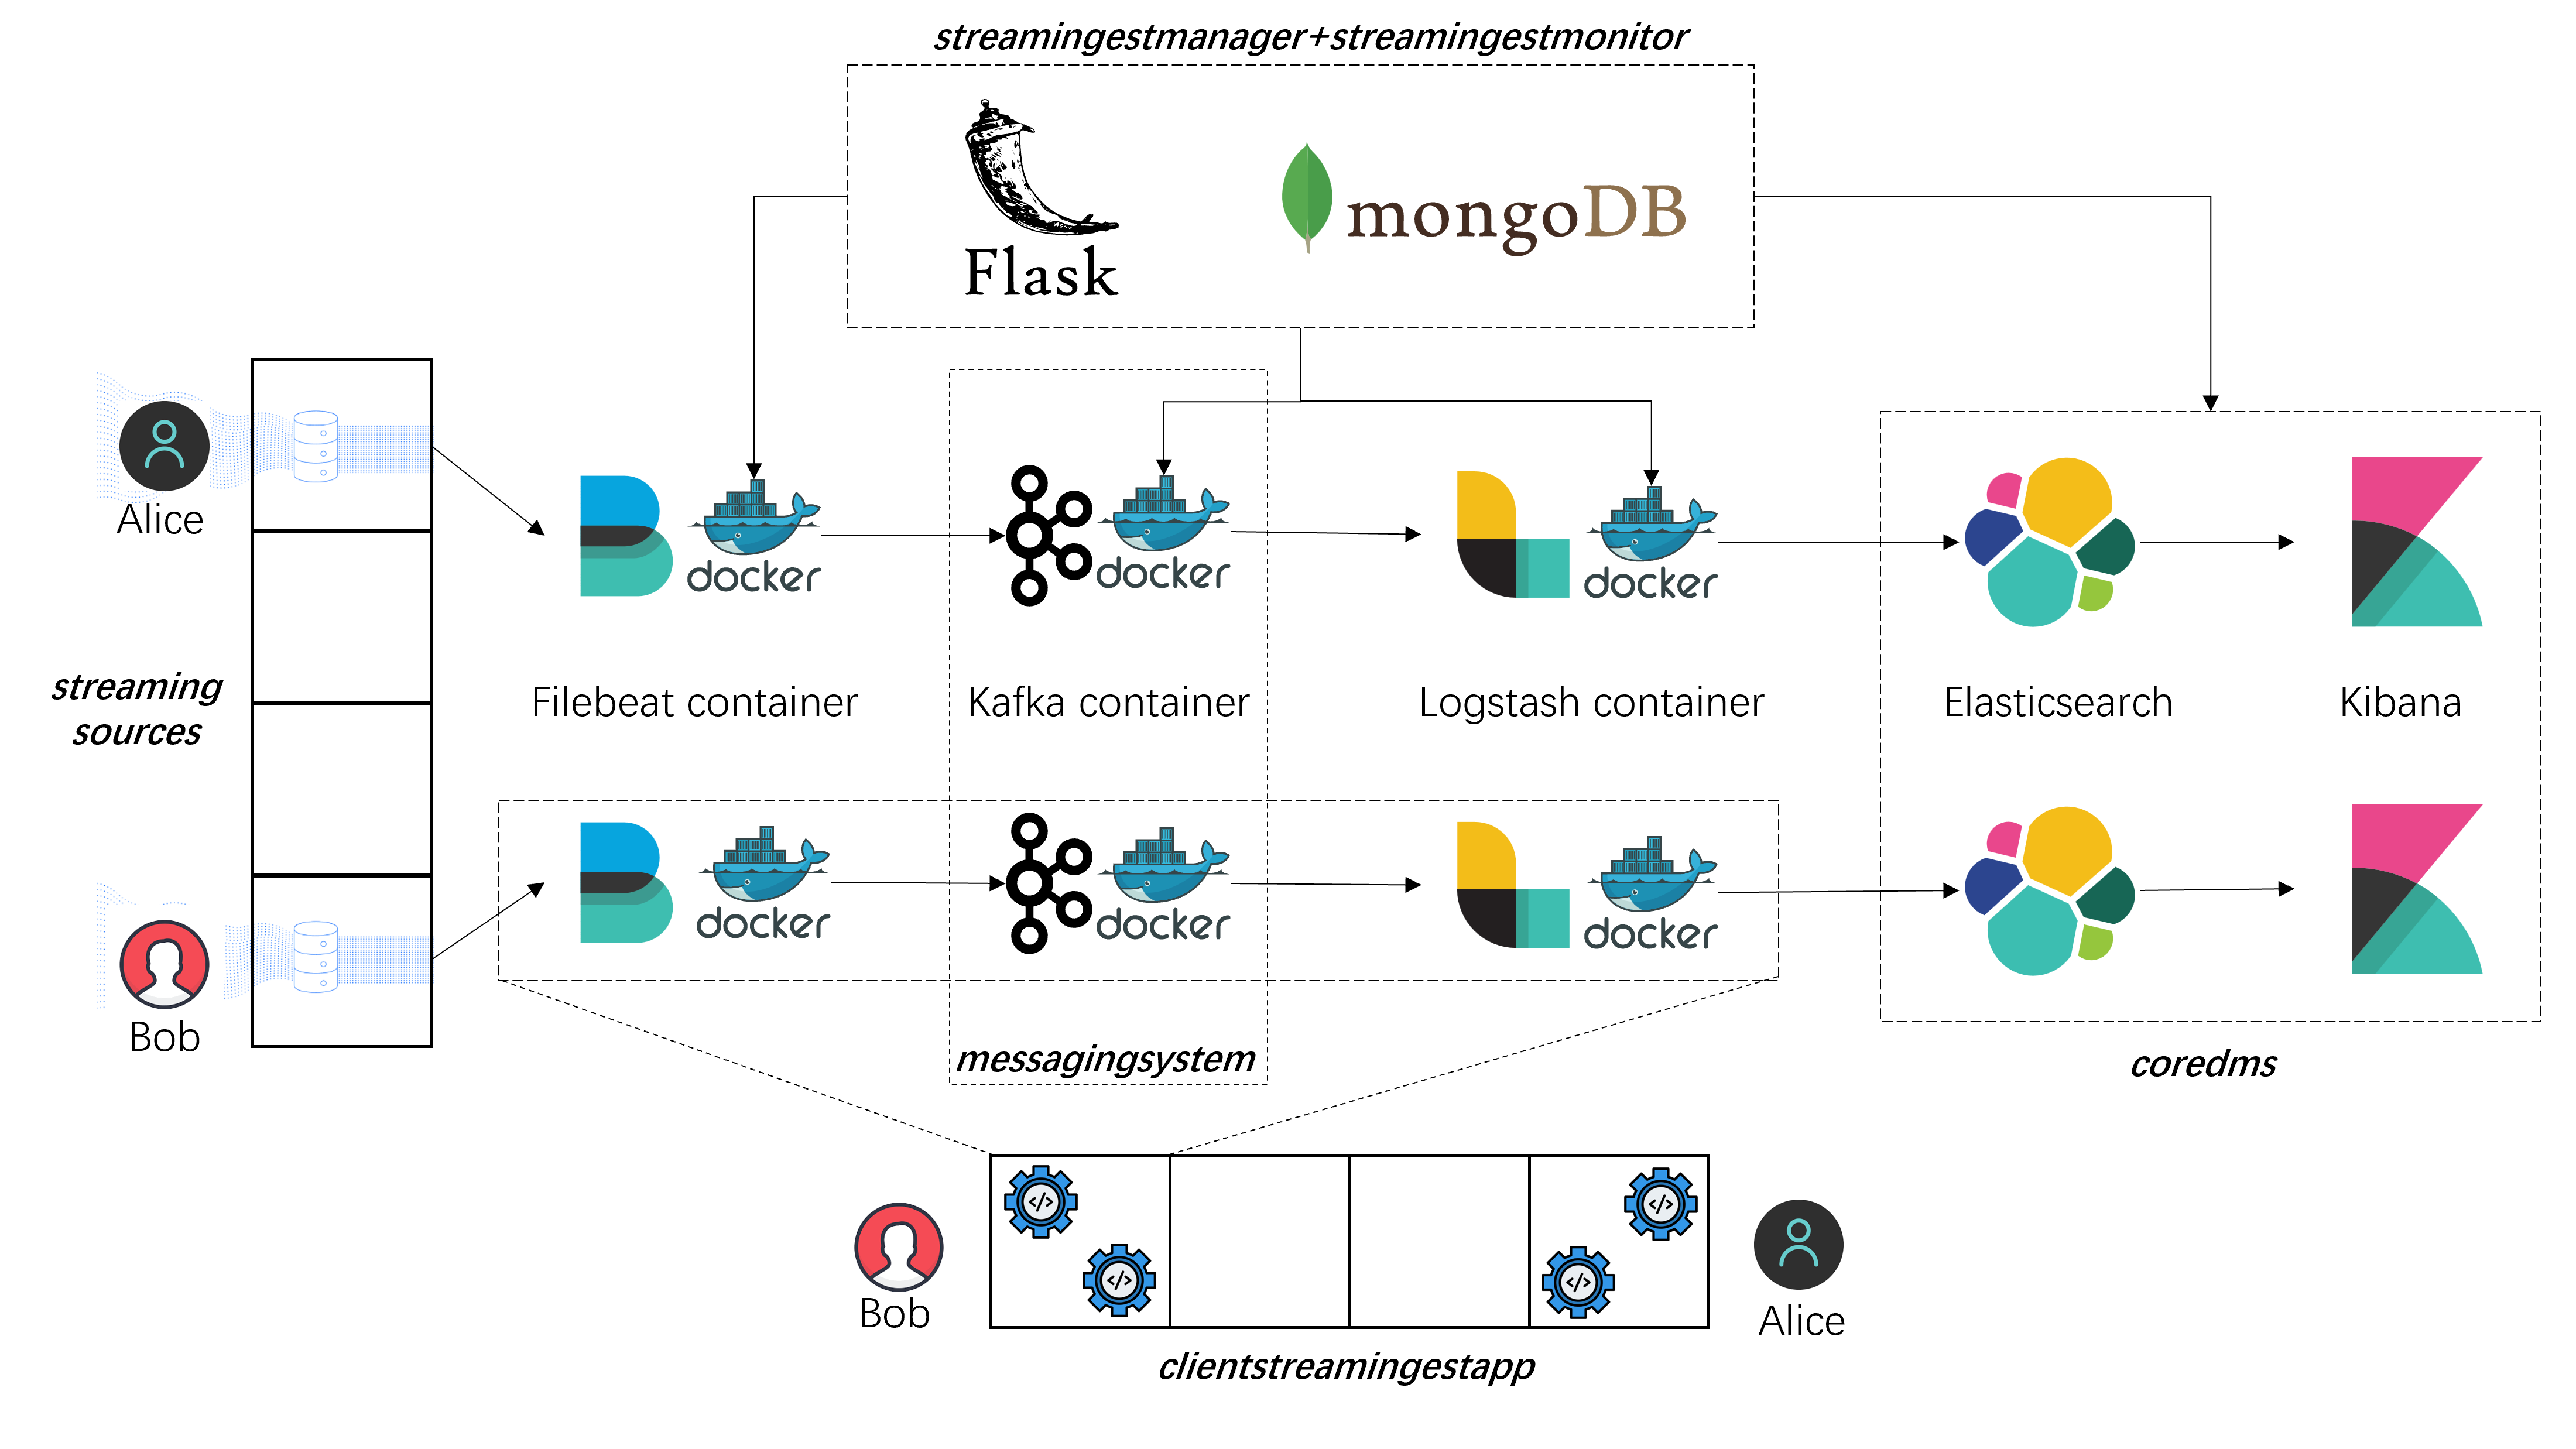 streamingestmanager+streamingestmonitor
Flask
mongoDB
Alice
docker
docker
docker
streaming
sources
Filebeat container
Kafka container
Logstash container
Elasticsearch
Kibana
docker
docker
docker
Bob
messagingsystem
coredms
</>
</>
</>
</>
Bob
Alice
clientstreamingestapp